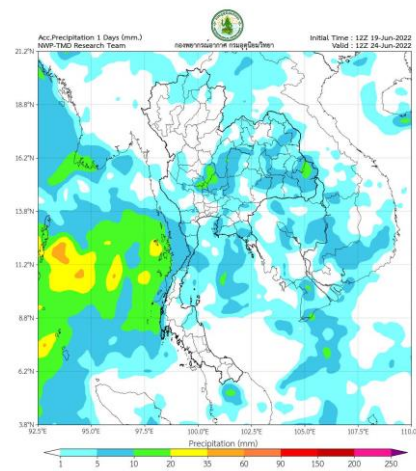 Acc.Precipitation 1 Days (mm.)
NWP-TMD Research Team
กองพยากรณ์อากาศ กรมอุตุนิยมวิทยา
Initial Time : 12Z 19-Jun-2022
Valid : 12Z 24-Jun-2022
21.2°N
18.8°N
16.2°N
13.8°N
11.2°N
8.8°N
6.2°N
3.8°N
92.5°E 95.0°E 97.5°E 100.0°E 102.5°E 105.0°E 107.5°E 110.0
Precipitation (mm)
1 5 10 20 35 60 90 150 200 250